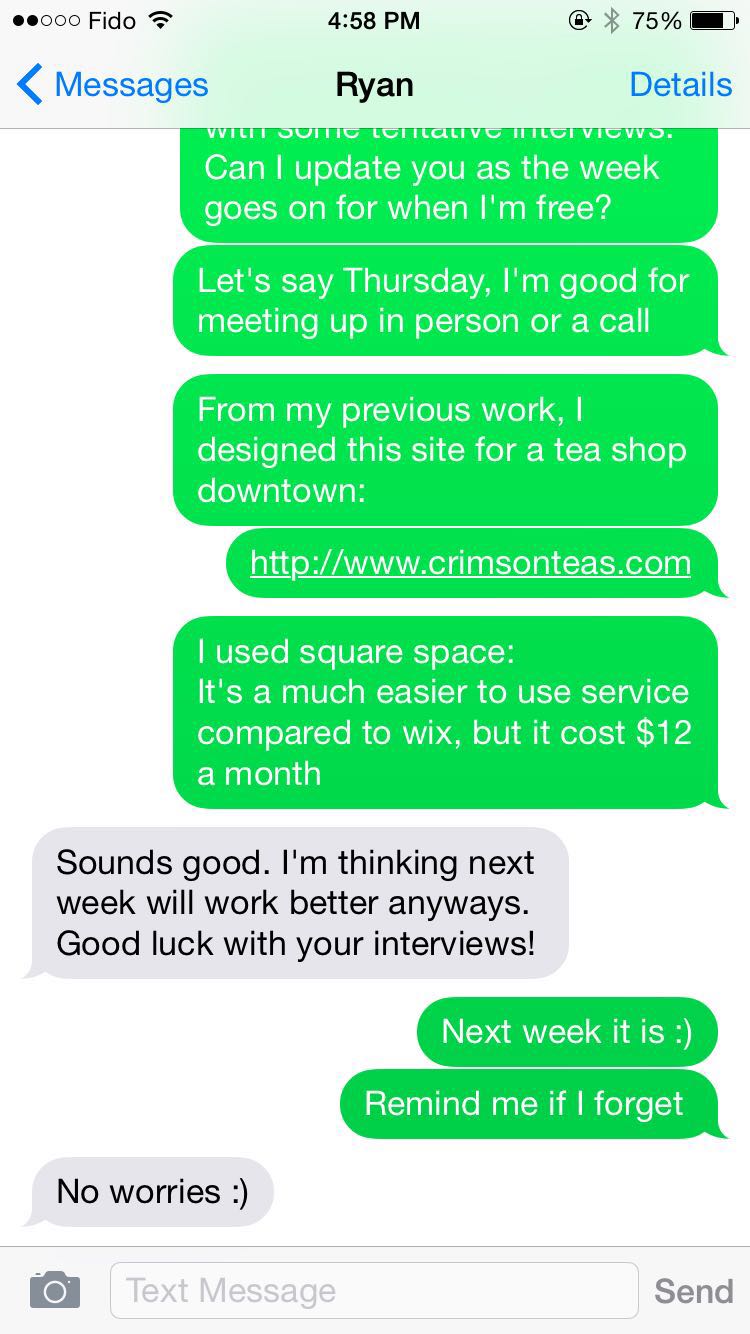 Fido
4:58 PM
75%
Messages
Ryan
Details
with some tentative interviews.
Can I update you as the week
goes on for when I'm free?
Let's say Thursday, I'm good for
meeting up in person or a call
From my previous work, I
designed this site for a tea shop
downtown:
http://www.crimsonteas.com
I used square space:
It's a much easier to use service
compared to wix, but it cost $12
a month
Sounds good. I'm thinking next
week will work better anyways.
Good luck with your interviews!
Next week it is :)
Remind me if I forget
No worries :)
Text Message
Send